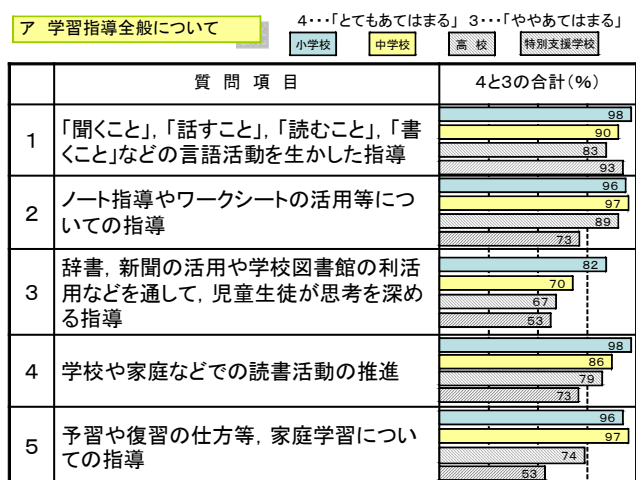 ア 学習指導全般について
4・・・「とてもあてはまる」 3・・・「ややあてはまる」
小学校 中学校 高 校 特別支援学校
質 問 項 目 4と3の合計(%)
1 「聞くこと」，「話すこと」，「読むこと」，「書
くこと」などの言語活動を生かした指導
98
90
83
93
2 ノート指導やワークシートの活用等につ
いての指導
96
97
89
73
3 辞書，新聞の活用や学校図書館の利活
用などを通して，児童生徒が思考を深め
る指導
82
70
67
53
4 学校や家庭などでの読書活動の推進
98
86
79
73
5 予習や復習の仕方等，家庭学習につい
ての指導
96
97
74
53